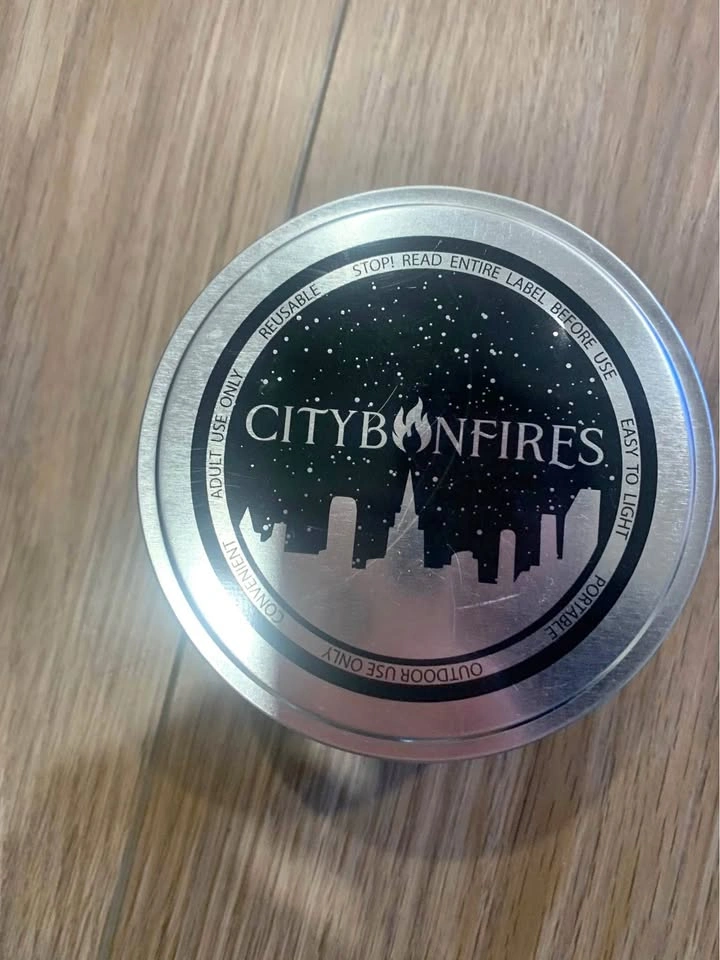 STOP! READ ENTIRE LABEL BEFORE USE
EASY TO LIGHT
PORTABLE
OUTDOOR USE ONLY
CONVENIENT
ADULT USE ONLY
REUSABLE
CITYBONFIRES